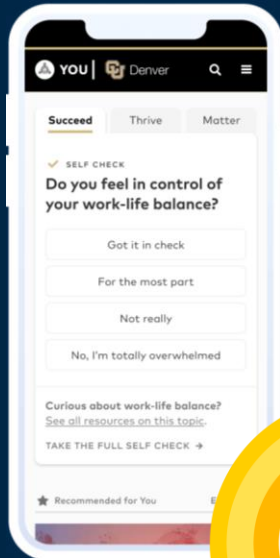 YOU | CU Denver
Succeed Thrive Matter
SELF CHECK
Do you feel in control of
your work-life balance?
Got it in check
For the most part
Not really
No, I'm totally overwhelmed
Curious about work-life balance?
See all resources on this topic.
TAKE THE FULL SELF CHECK →
Recommended for You